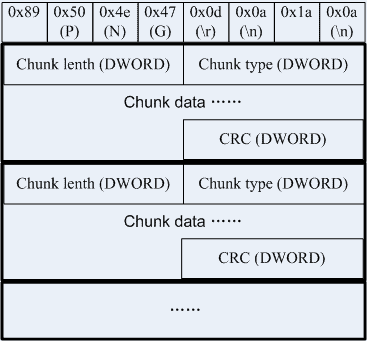 0x89 0x50 0x4e 0x47 0x0d 0x0a 0x1a 0x0a
(P) (N) (G) (\r) (\n) (\n)
Chunk lenth (DWORD) Chunk type (DWORD)
Chunk data ……
CRC (DWORD)
Chunk lenth (DWORD) Chunk type (DWORD)
Chunk data ……
CRC (DWORD)
……